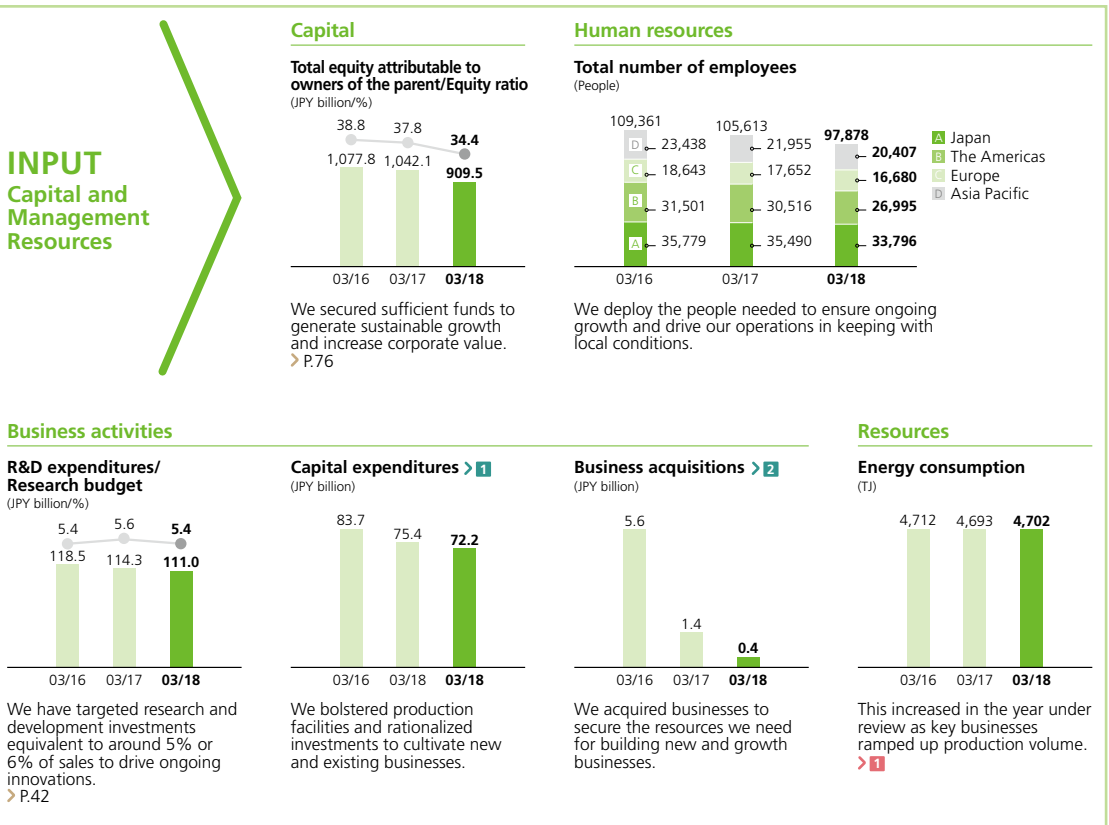 INPUT
Capital and
Management
Resources
Capital
Total equity attributable to
owners of the parent/Equity ratio
(JPY billion/%)
38.8 37.8 34.4
1,077.8 1,042.1 909.5
03/16 03/17 03/18
We secured sufficient funds to
generate sustainable growth
and increase corporate value.
> P.76
Human resources
Total number of employees
(People)
109,361 105,613 97,878
D 23,438 21,955 20,407
C 18,643 17,652 16,680
B 31,501 30,516 26,995
A 35,779 35,490 33,796
03/16 03/17 03/18
A Japan
B The Americas
C Europe
D Asia Pacific
We deploy the people needed to ensure ongoing
growth and drive our operations in keeping with
local conditions.
Business activities
R&D expenditures/
Research budget
(JPY billion/%)
5.4 5.6 5.4
118.5 114.3 111.0
03/16 03/17 03/18
We have targeted research and
development investments
equivalent to around 5% or
6% of sales to drive ongoing
innovations.
> P.42
Capital expenditures > 1
(JPY billion)
83.7 75.4 72.2
03/16 03/18 03/18
We bolstered production
facilities and rationalized
investments to cultivate new
and existing businesses.
Business acquisitions > 2
(JPY billion)
5.6 1.4 0.4
03/16 03/17 03/18
We acquired businesses to
secure the resources we need
for building new and growth
businesses.
Resources
Energy consumption
(TJ)
4,712 4,693 4,702
03/16 03/17 03/18
This increased in the year under
review as key businesses
ramped up production volume.
> 1